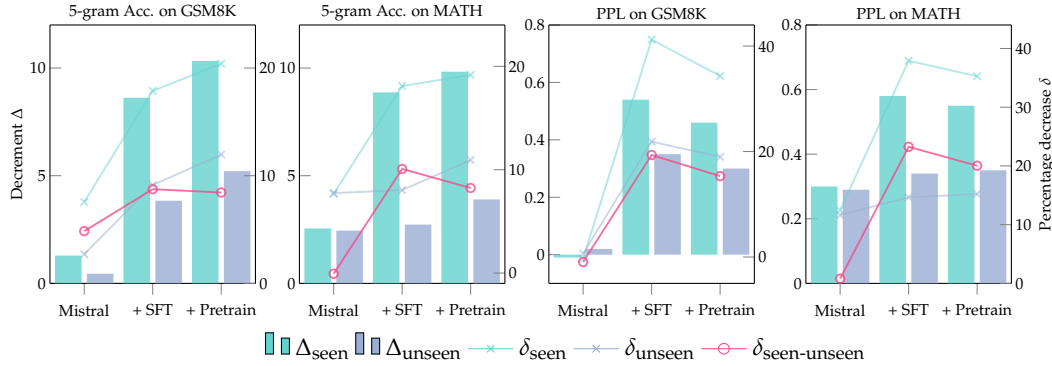 5-gram Acc. on GSM8K
Decrement Δ
0
5
10
0
10
20
Mistral
+ SFT
+ Pretrain
5-gram Acc. on MATH
0
5
10
0
10
20
Mistral
+ SFT
+ Pretrain
PPL on GSM8K
0
0.2
0.4
0.6
0.8
0
20
40
Mistral
+ SFT
+ Pretrain
PPL on MATH
0
0.2
0.4
0.6
0.8
0
10
20
30
40
Percentage decrease δ
Mistral
+ SFT
+ Pretrain
Δseen Δunseen δseen δunseen δseen-unseen